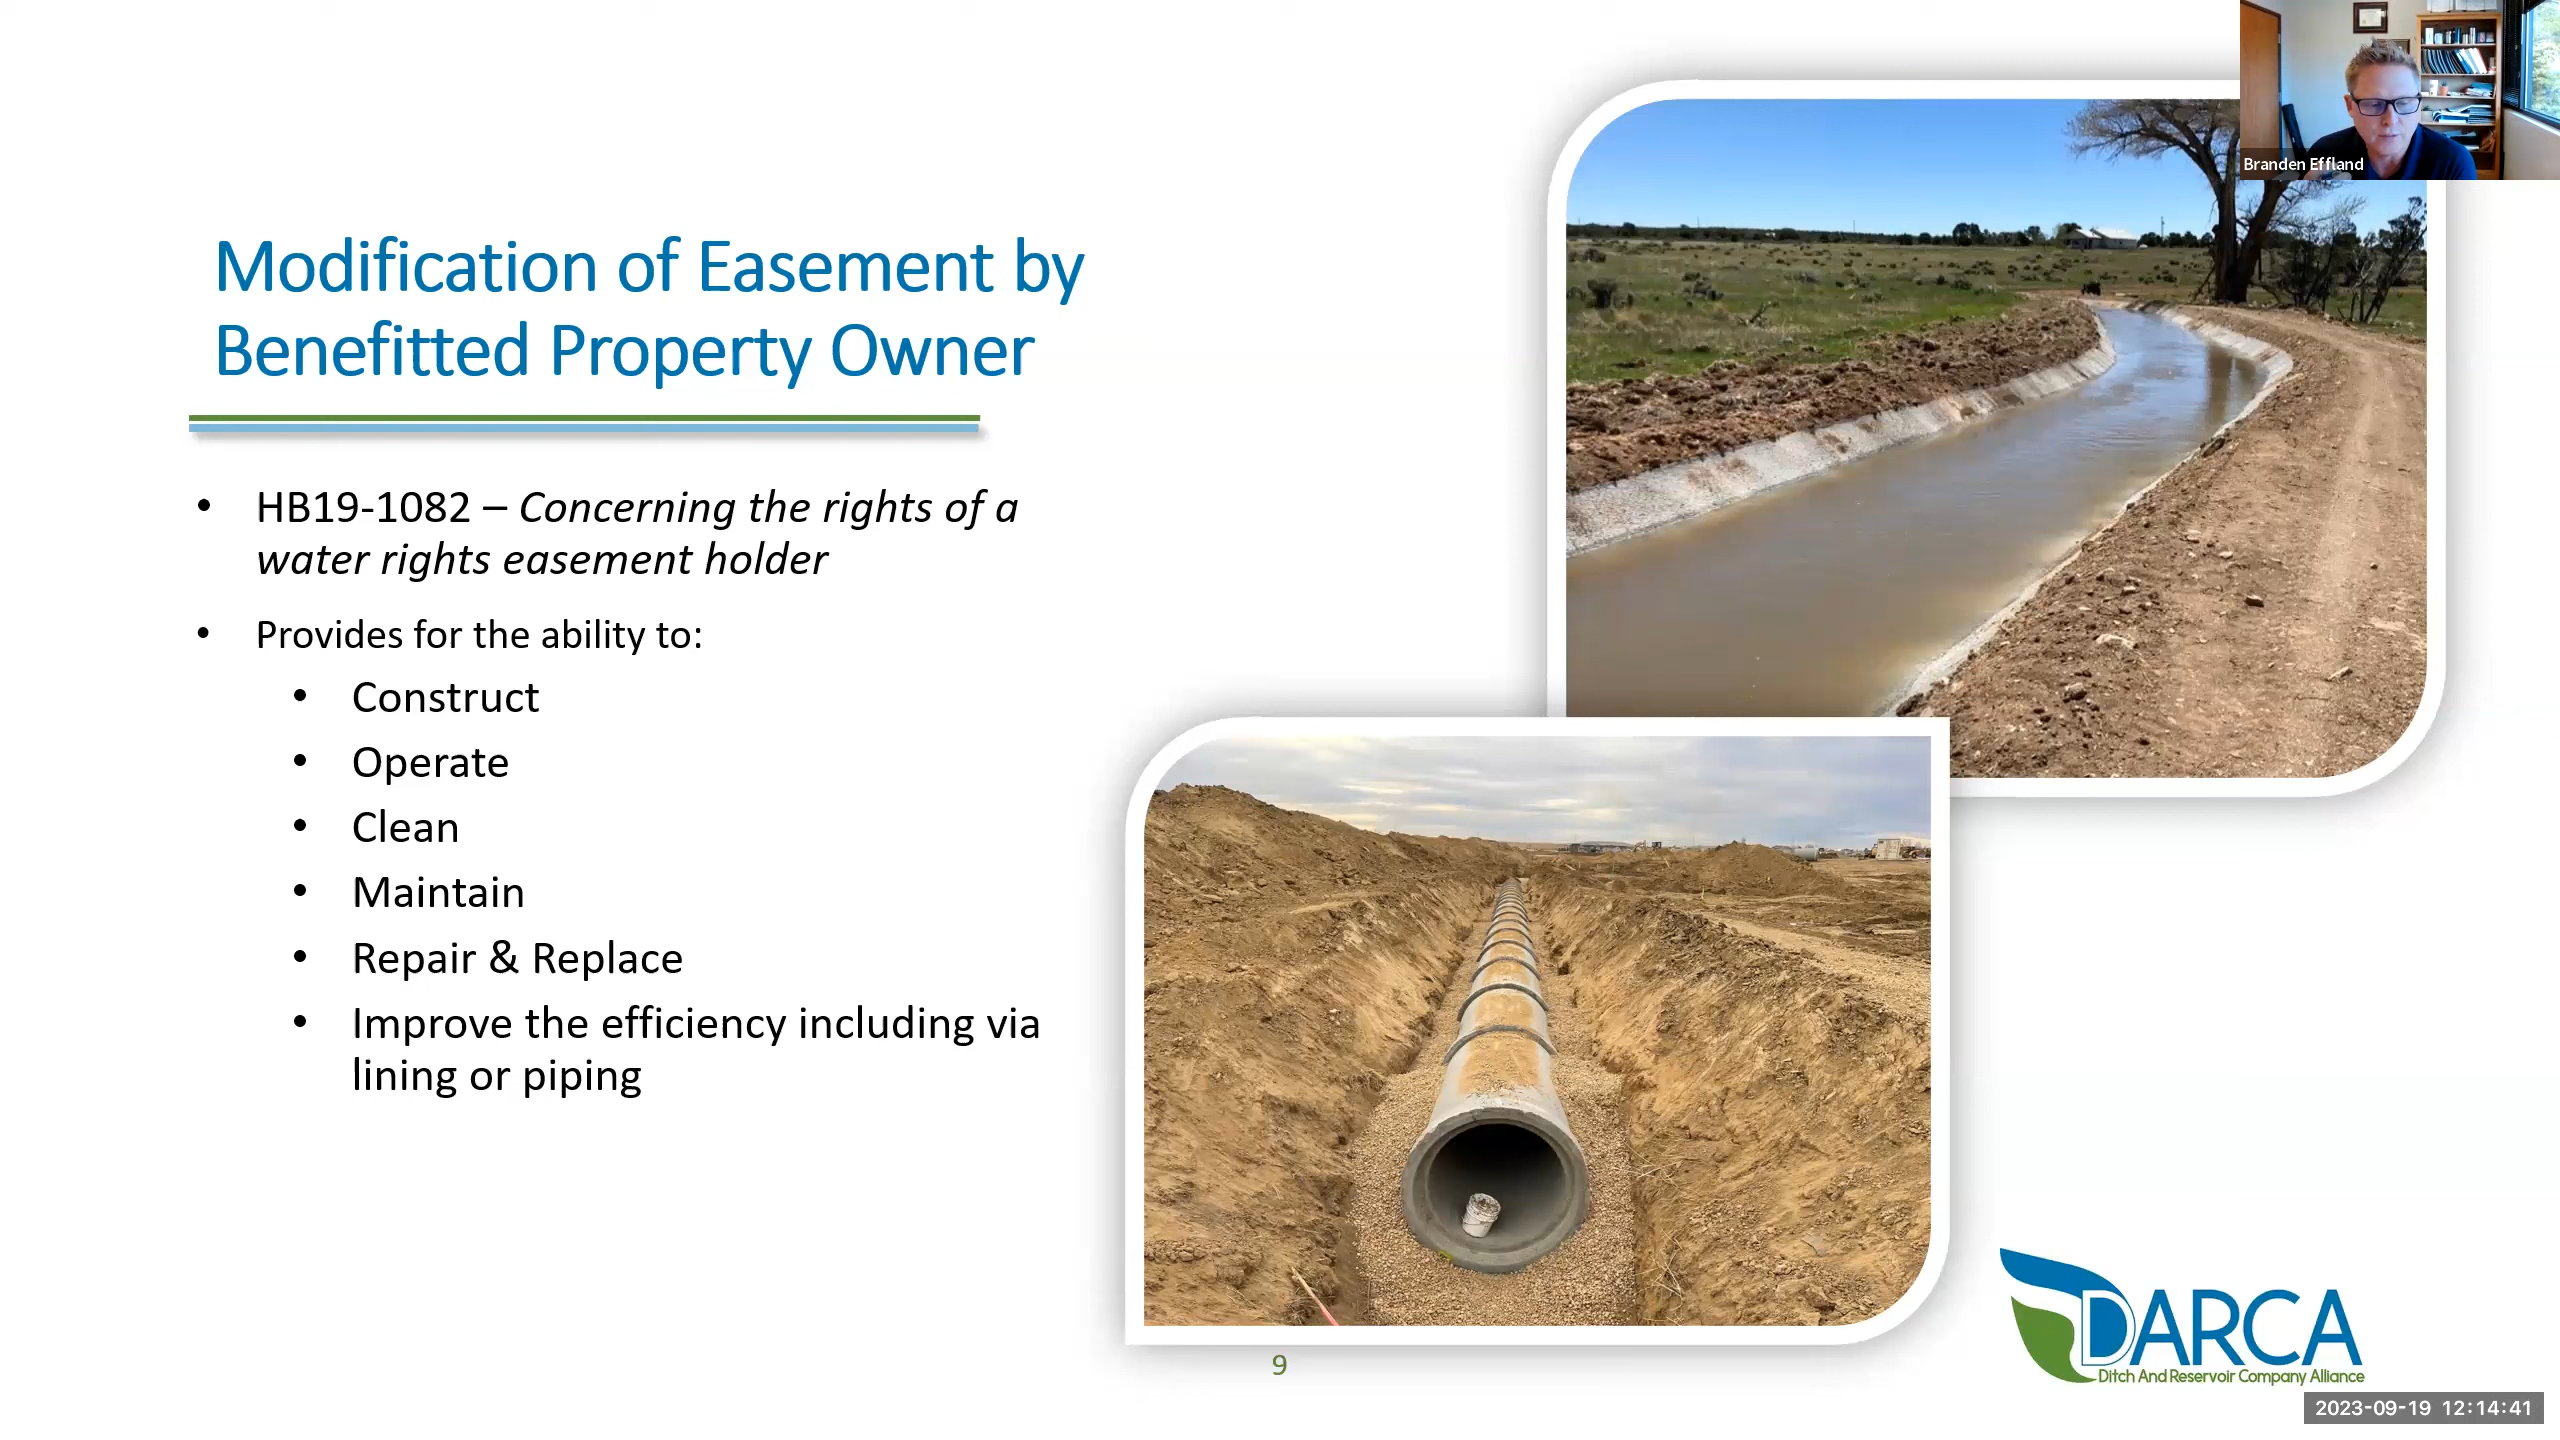 Branden Effland
Modification of Easement by
Benefitted Property Owner
• HB19-1082 – Concerning the rights of a
water rights easement holder
• Provides for the ability to:
• Construct
• Operate
• Clean
• Maintain
• Repair & Replace
• Improve the efficiency including via
lining or piping
9
DARCA
Ditch And Reservoir Company Alliance
2023-09-19 12:14:41